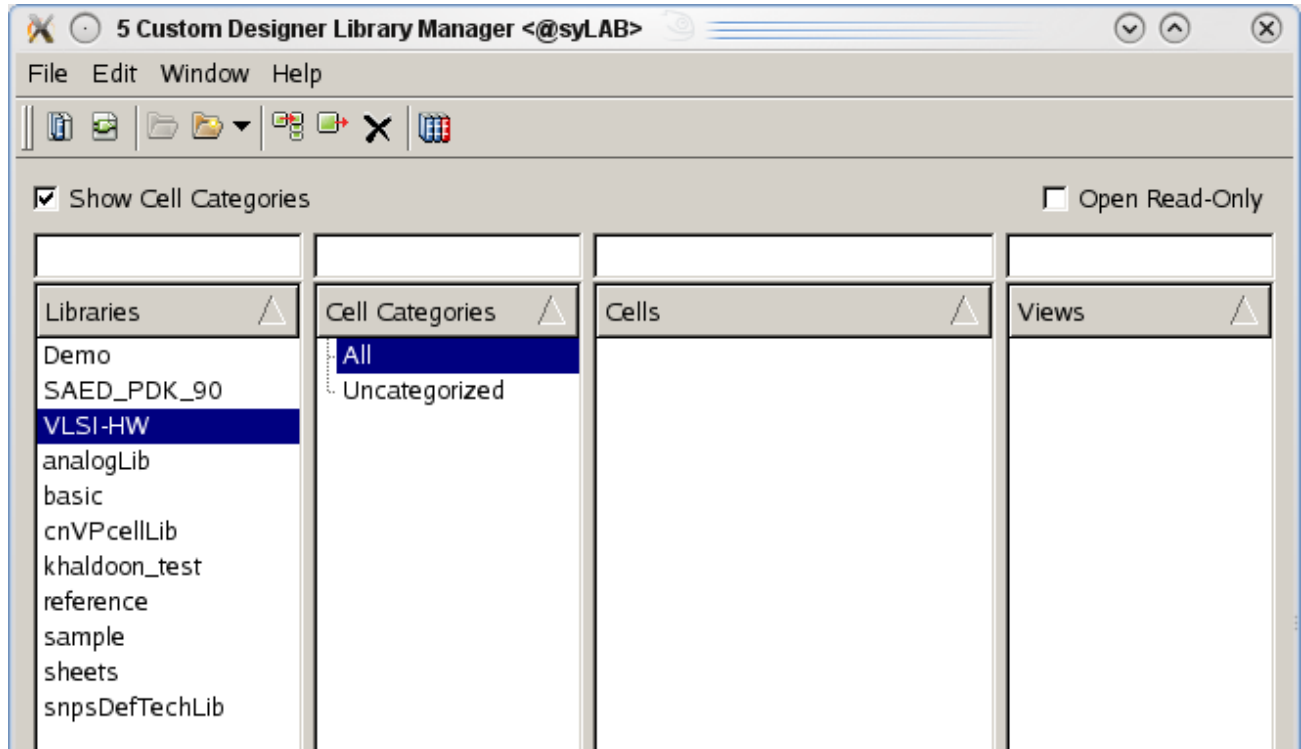 5 Custom Designer Library Manager <@syLAB>
File Edit Window Help
Show Cell Categories
Open Read-Only
Libraries
Cell Categories
Cells
Views
Demo
SAED_PDK_90
VLSI-HW
analogLib
basic
cnVPcellLib
khaldoon_test
reference
sample
sheets
snpsDefTechLib
All
Uncategorized